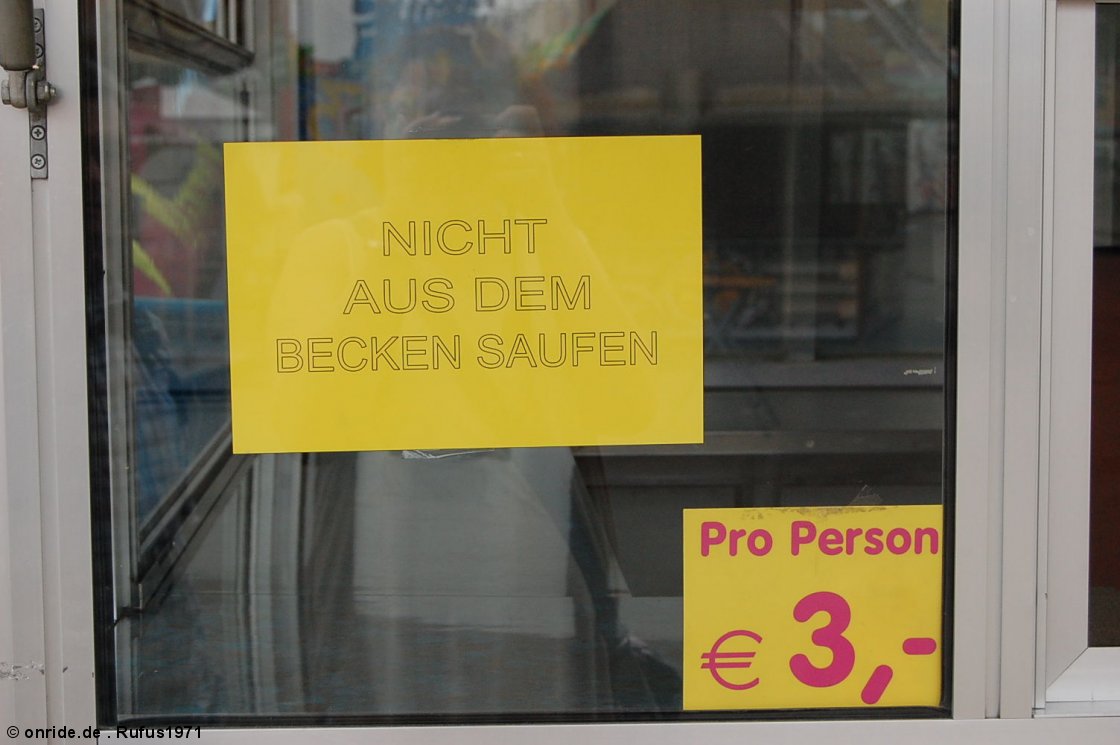 NICHT
AUS DEM
BECKEN SAUFEN
Pro Person
€ 3,-
© onride.de . Rufus1971